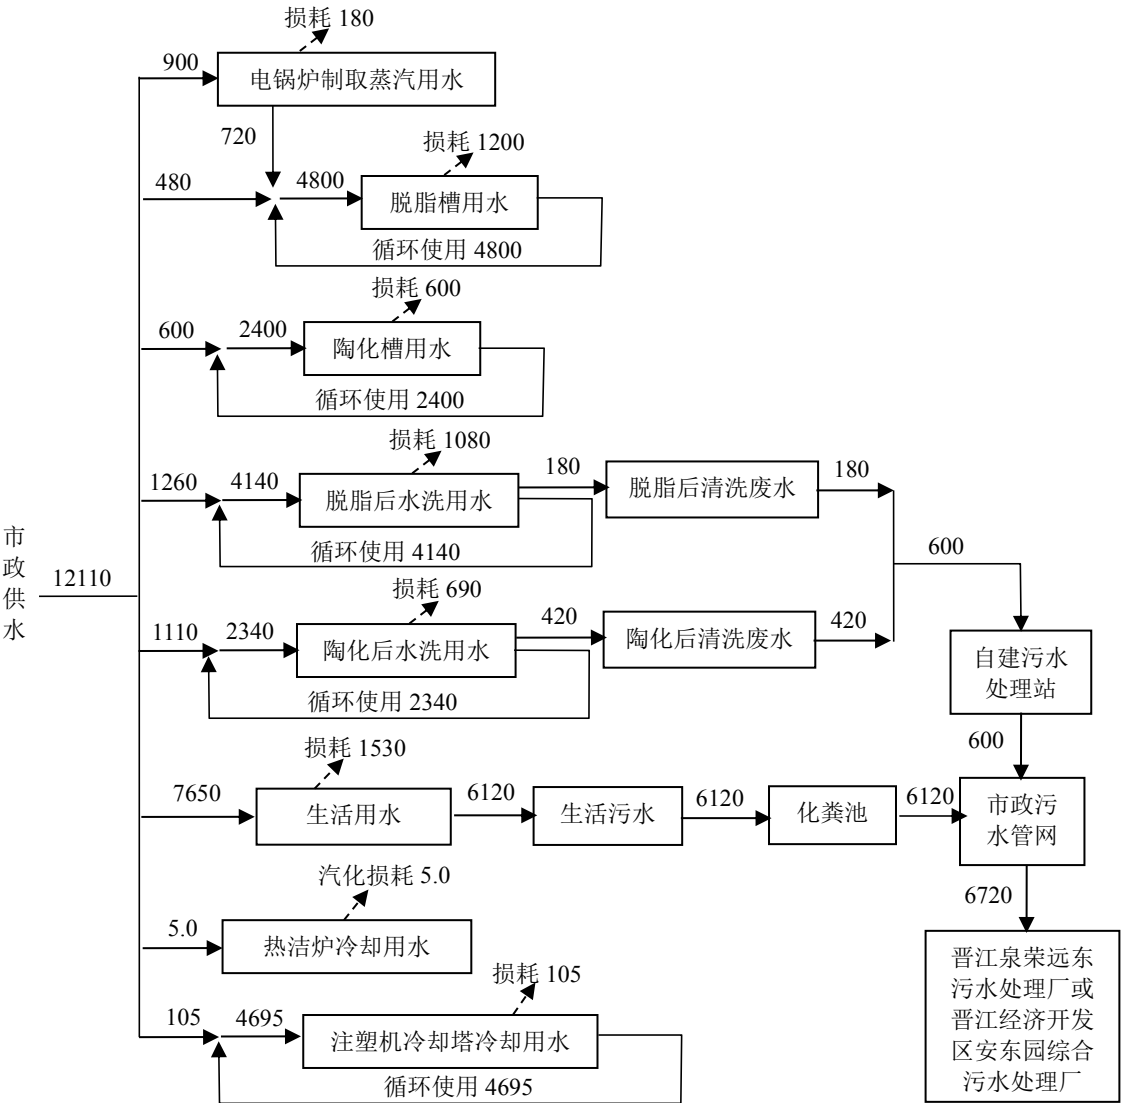 损耗 180
900
电锅炉制取蒸汽用水
720
损耗 1200
480
4800
脱脂槽用水
循环使用 4800
损耗 600
600
2400
陶化槽用水
循环使用 2400
损耗 1080
1260
4140
脱脂后水洗用水
180
脱脂后清洗废水
180
循环使用 4140
600
市
政
供
水
12110
损耗 690
1110
2340
陶化后水洗用水
420
陶化后清洗废水
420
循环使用 2340
自建污水
处理站
600
损耗 1530
7650
生活用水
6120
生活污水
6120
化粪池
6120
市政污
水管网
6720
汽化损耗 5.0
5.0
热洁炉冷却用水
晋江泉荣远东
污水处理厂或
晋江经济开发
区安东园综合
污水处理厂
损耗 105
105
4695
注塑机冷却塔冷却用水
循环使用 4695